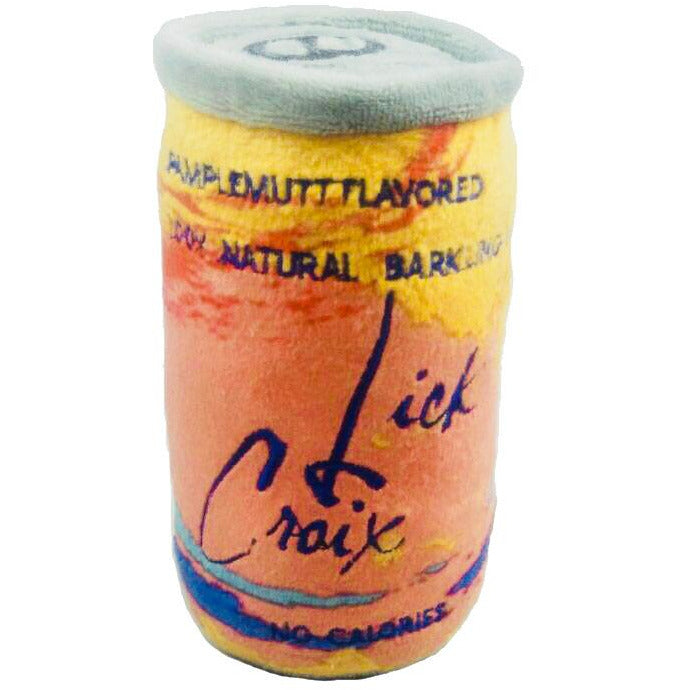 PAMPLEMUTT FLAVORED
100% NATURAL BARKLING
Lick
Croix
NO CALORIES